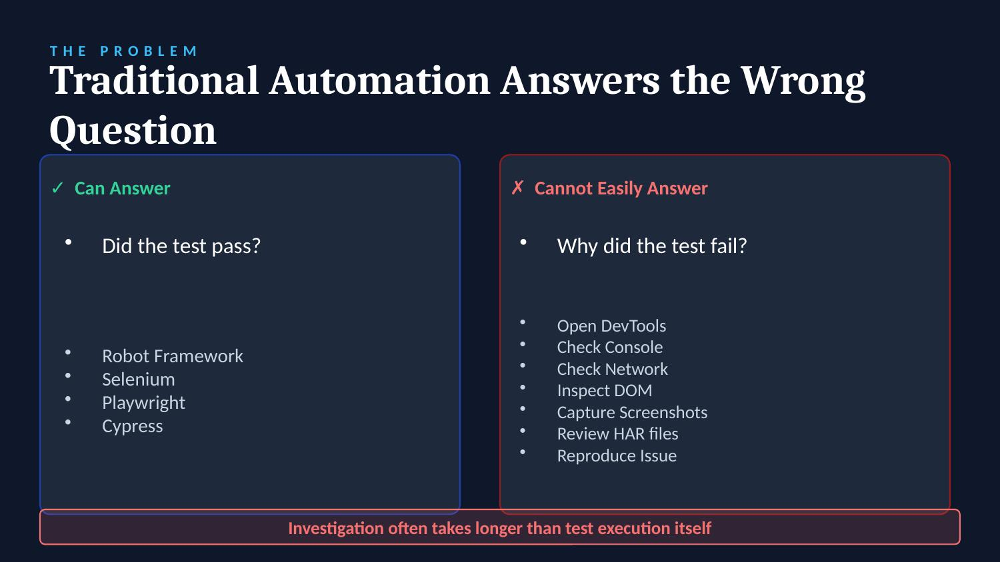 THE PROBLEM
Traditional Automation Answers the Wrong
Question
✓ Can Answer
• Did the test pass?
• Robot Framework
• Selenium
• Playwright
• Cypress
✗ Cannot Easily Answer
• Why did the test fail?
• Open DevTools
• Check Console
• Check Network
• Inspect DOM
• Capture Screenshots
• Review HAR files
• Reproduce Issue
Investigation often takes longer than test execution itself